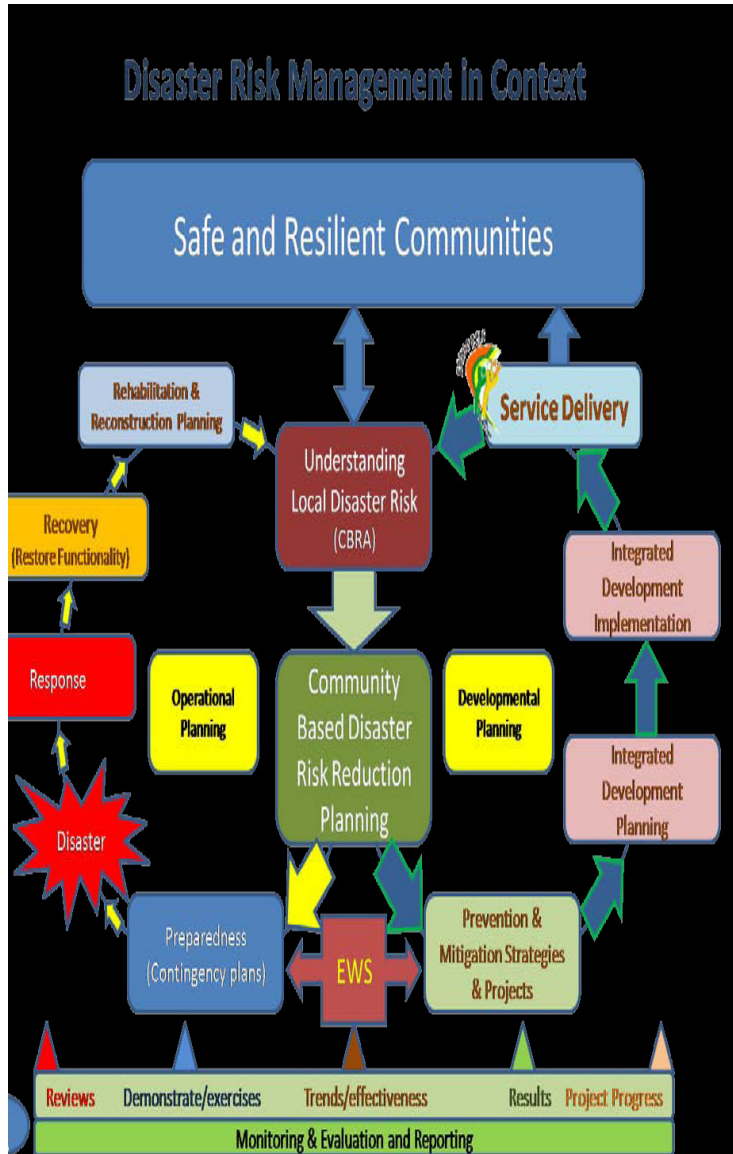 Disaster Risk Management in Context
Safe and Resilient Communities
Rehabilitation &
Reconstruction Planning
Service Delivery
Understanding
Local Disaster Risk
(CBRA)
Recovery
(Restore Functionality)
Integrated
Development
Implementation
Response
Operational
Planning
Community
Based Disaster
Risk Reduction
Planning
Developmental
Planning
Integrated
Development
Planning
Disaster
Preparedness
(Contingency plans)
EWS
Prevention &
Mitigation Strategies
& Projects
Reviews Demonstrate/exercises Trends/effectiveness Results Project Progress
Monitoring & Evaluation and Reporting